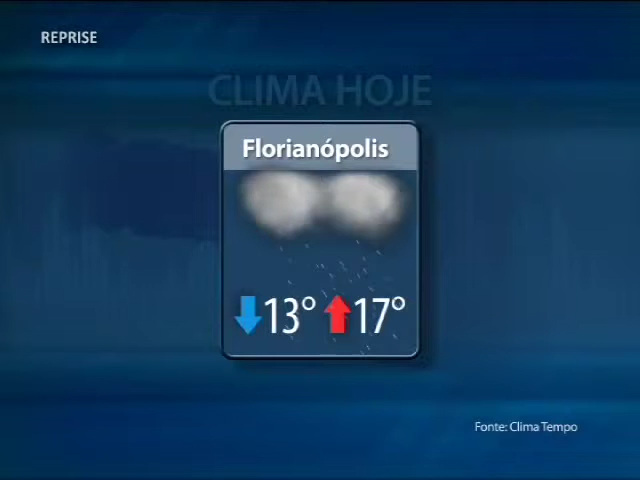 REPRISE
CLIMA HOJE
Florianópolis
13° 17°
Fonte: Clima Tempo